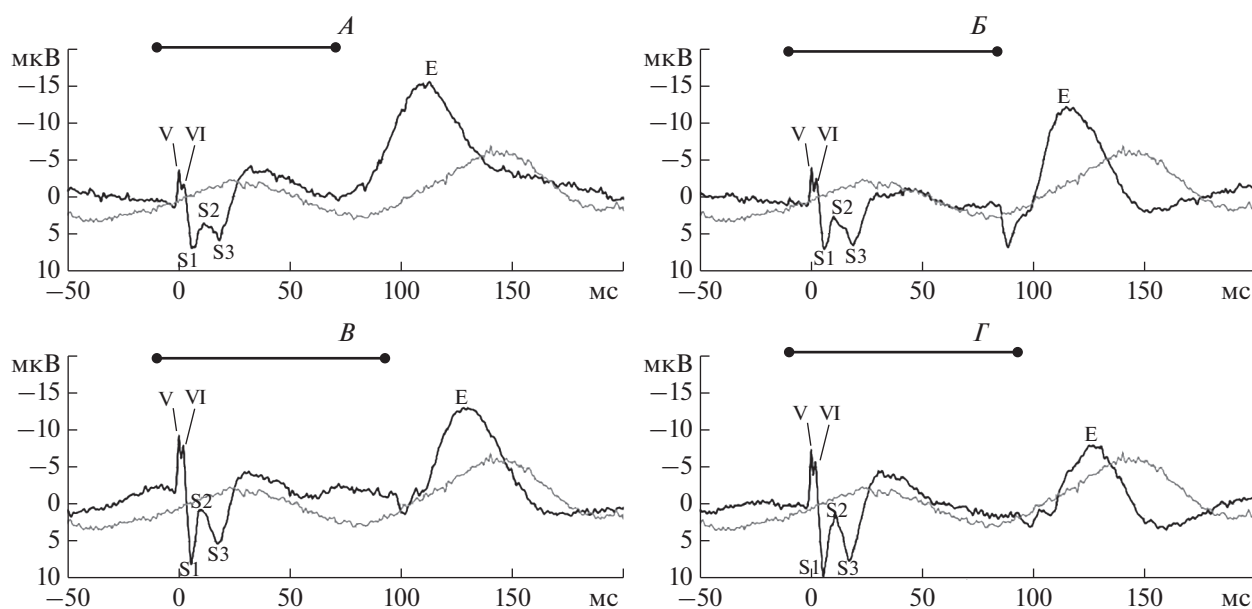 А Б
мкВ мкВ
−15 E −15 E
−10 V VI −10 V VI
−5 −5
0 0
5 S2 5 S2
10 S1 S3 10 S1 S3
−50 0 50 100 150 мс −50 0 50 100 150 мс
В Г
мкВ мкВ
−15 E −15
−10 V VI −10 V VI E
−5 −5
0 S2 0 S2
5 S3 5
10 S1 10 S1 S3
−50 0 50 100 150 мс −50 0 50 100 150 мс